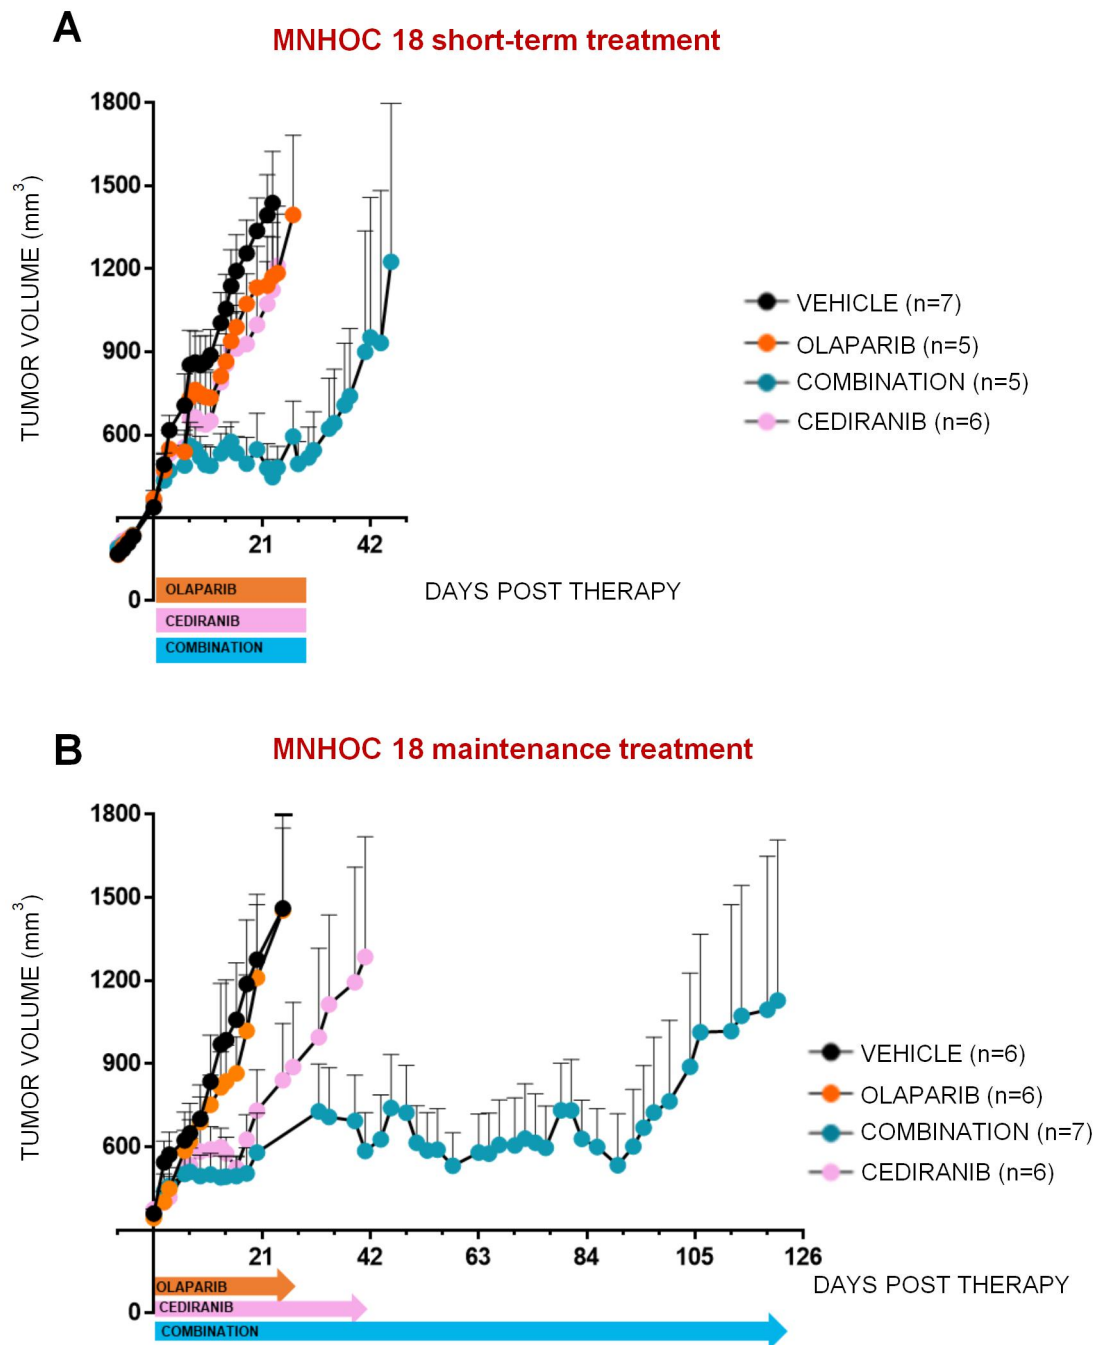 A
MNHOC 18 short-term treatment
TUMOR VOLUME (mm³)
1800
1500
1200
900
600
0
21
42
VEHICLE (n=7)
OLAPARIB (n=5)
COMBINATION (n=5)
CEDIRANIB (n=6)
DAYS POST THERAPY
OLAPARIB
CEDIRANIB
COMBINATION
B
MNHOC 18 maintenance treatment
TUMOR VOLUME (mm³)
1800
1500
1200
900
600
0
21
42
63
84
105
126
VEHICLE (n=6)
OLAPARIB (n=6)
COMBINATION (n=7)
CEDIRANIB (n=6)
DAYS POST THERAPY
OLAPARIB
CEDIRANIB
COMBINATION